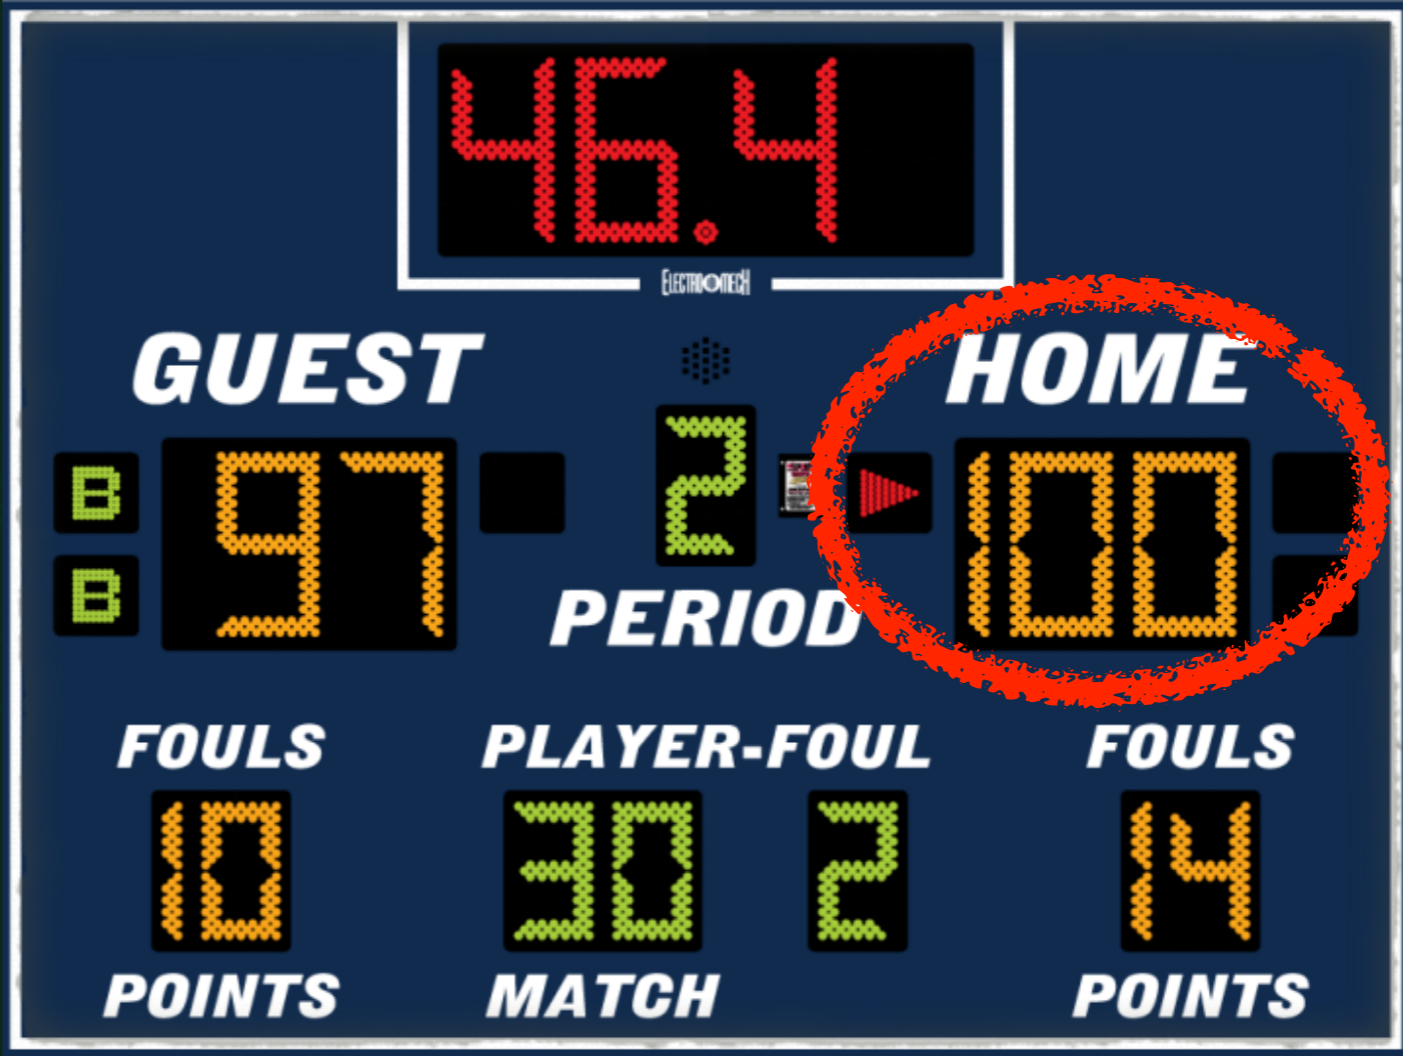 46.4
ELECTRO-MECH
GUEST
HOME
B
B
97
2
100
PERIOD
FOULS
PLAYER-FOUL
FOULS
10
30
2
14
POINTS
MATCH
POINTS